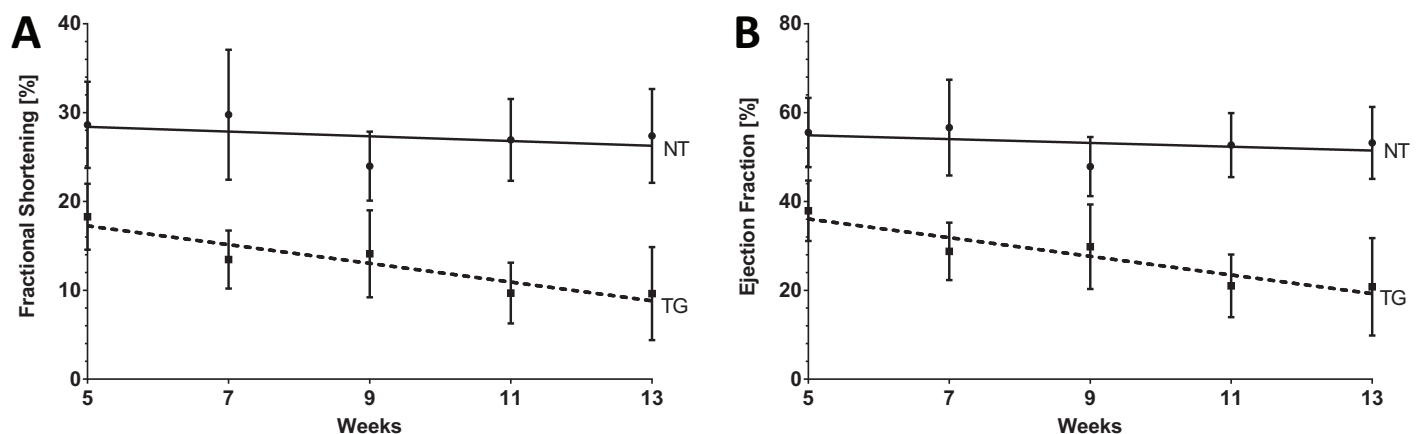 A
Fractional Shortening [%]
40
30
20
10
0
NT
TG
5 7 9 11 13
Weeks
B
Ejection Fraction [%]
80
60
40
20
0
NT
TG
5 7 9 11 13
Weeks